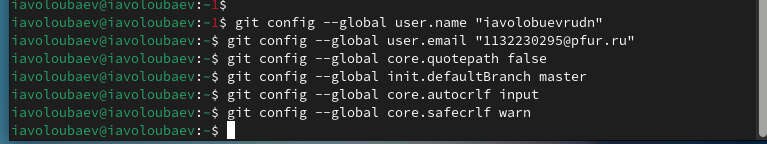 iavoloubaev@iavoloubaev:~1$
iavoloubaev@iavoloubaev:~1$ git config --global user.name "iavolobuevrudn"
iavoloubaev@iavoloubaev:~$ git config --global user.email "1132230295@pfur.ru"
iavoloubaev@iavoloubaev:~$ git config --global core.quotepath false
iavoloubaev@iavoloubaev:~$ git config --global init.defaultBranch master
iavoloubaev@iavoloubaev:~$ git config --global core.autocrlf input
iavoloubaev@iavoloubaev:~$ git config --global core.safecrlf warn
iavoloubaev@iavoloubaev:~$